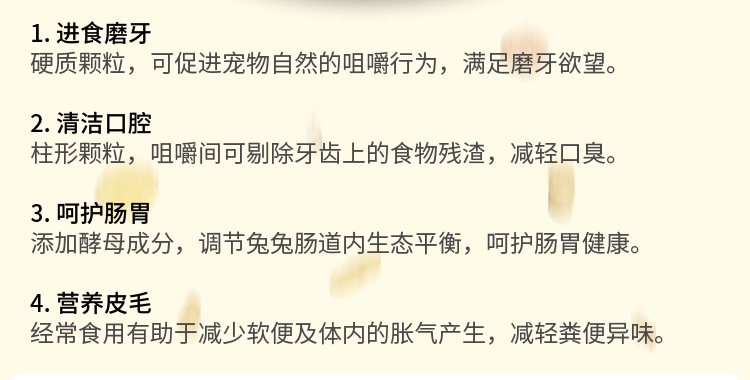 1. 进食磨牙
硬质颗粒，可促进宠物自然的咀嚼行为，满足磨牙欲望。
2. 清洁口腔
柱形颗粒，咀嚼间可剔除牙齿上的食物残渣，减轻口臭。
3. 呵护肠胃
添加酵母成分，调节兔兔肠道内生态平衡，呵护肠胃健康。
4. 营养皮毛
经常食用有助于减少软便及体内的胀气产生，减轻粪便异味。